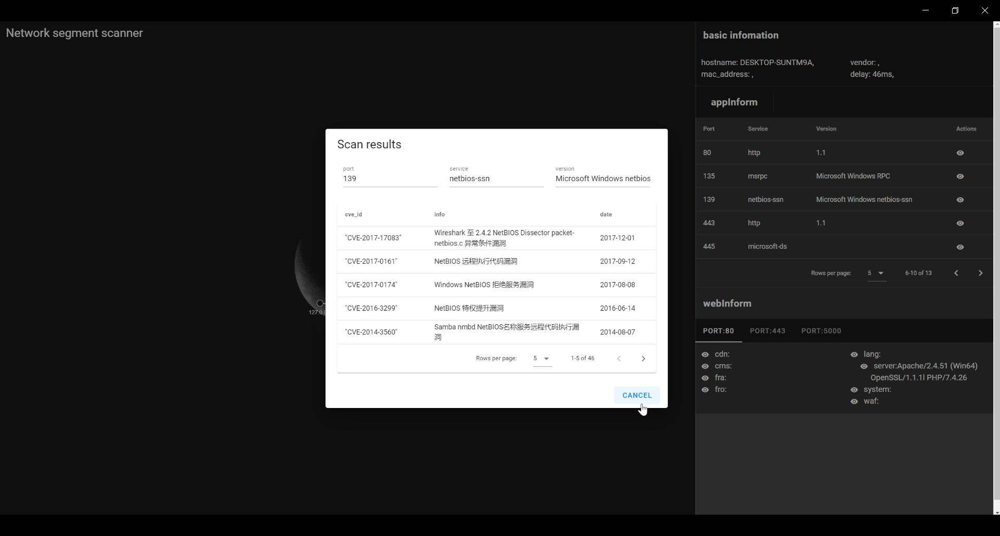 Network segment scanner
basic infomation
hostname: DESKTOP-SUNTM9A,
vendor: ,
mac_address: ,
delay: 46ms,
appInform
Port Service Version Actions
80 http 1.1
135 msrpc Microsoft Windows RPC
139 netbios-ssn Microsoft Windows netbios-ssn
443 http 1.1
445 microsoft-ds
Rows per page: 5 6-10 of 13
webInform
PORT:80 PORT:443 PORT:5000
cdn:
cms:
fra:
fro:
lang:
server:Apache/2.4.51 (Win64)
OpenSSL/1.1.1l PHP/7.4.26
system:
waf:
Scan results
port service version
139 netbios-ssn Microsoft Windows netbios
cve_id info date
"CVE-2017-17083" Wireshark 至 2.4.2 NetBIOS Dissector packet- 2017-12-01
netbios.c 异常条件漏洞
"CVE-2017-0161" NetBIOS 远程执行代码漏洞 2017-09-12
"CVE-2017-0174" Windows NetBIOS 拒绝服务漏洞 2017-08-08
"CVE-2016-3299" NetBIOS 特权提升漏洞 2016-06-14
"CVE-2014-3560" Samba nmbd NetBIOS名称服务远程代码执行漏 2014-08-07
洞
Rows per page: 5 1-5 of 46
CANCEL